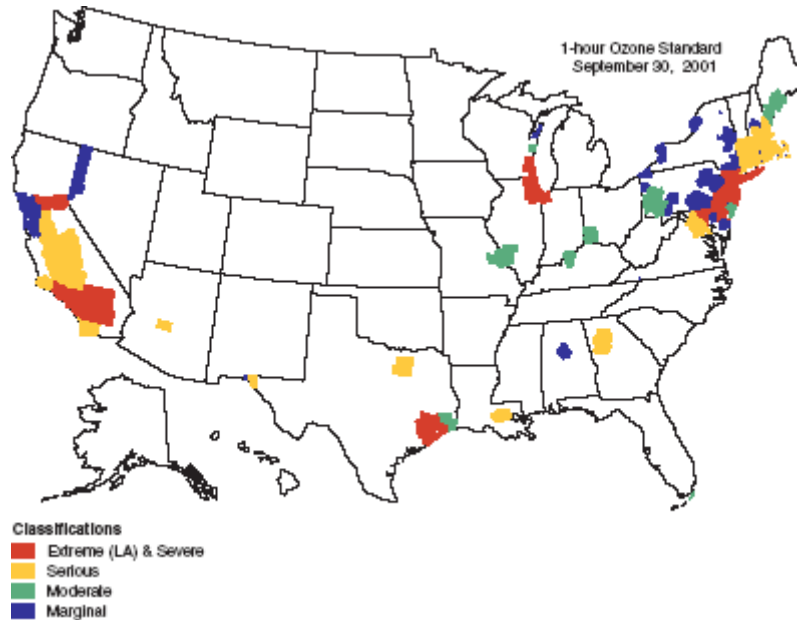 1-hour Ozone Standard
September 30, 2001
Classifications
Extreme (LA) & Severe
Serious
Moderate
Marginal